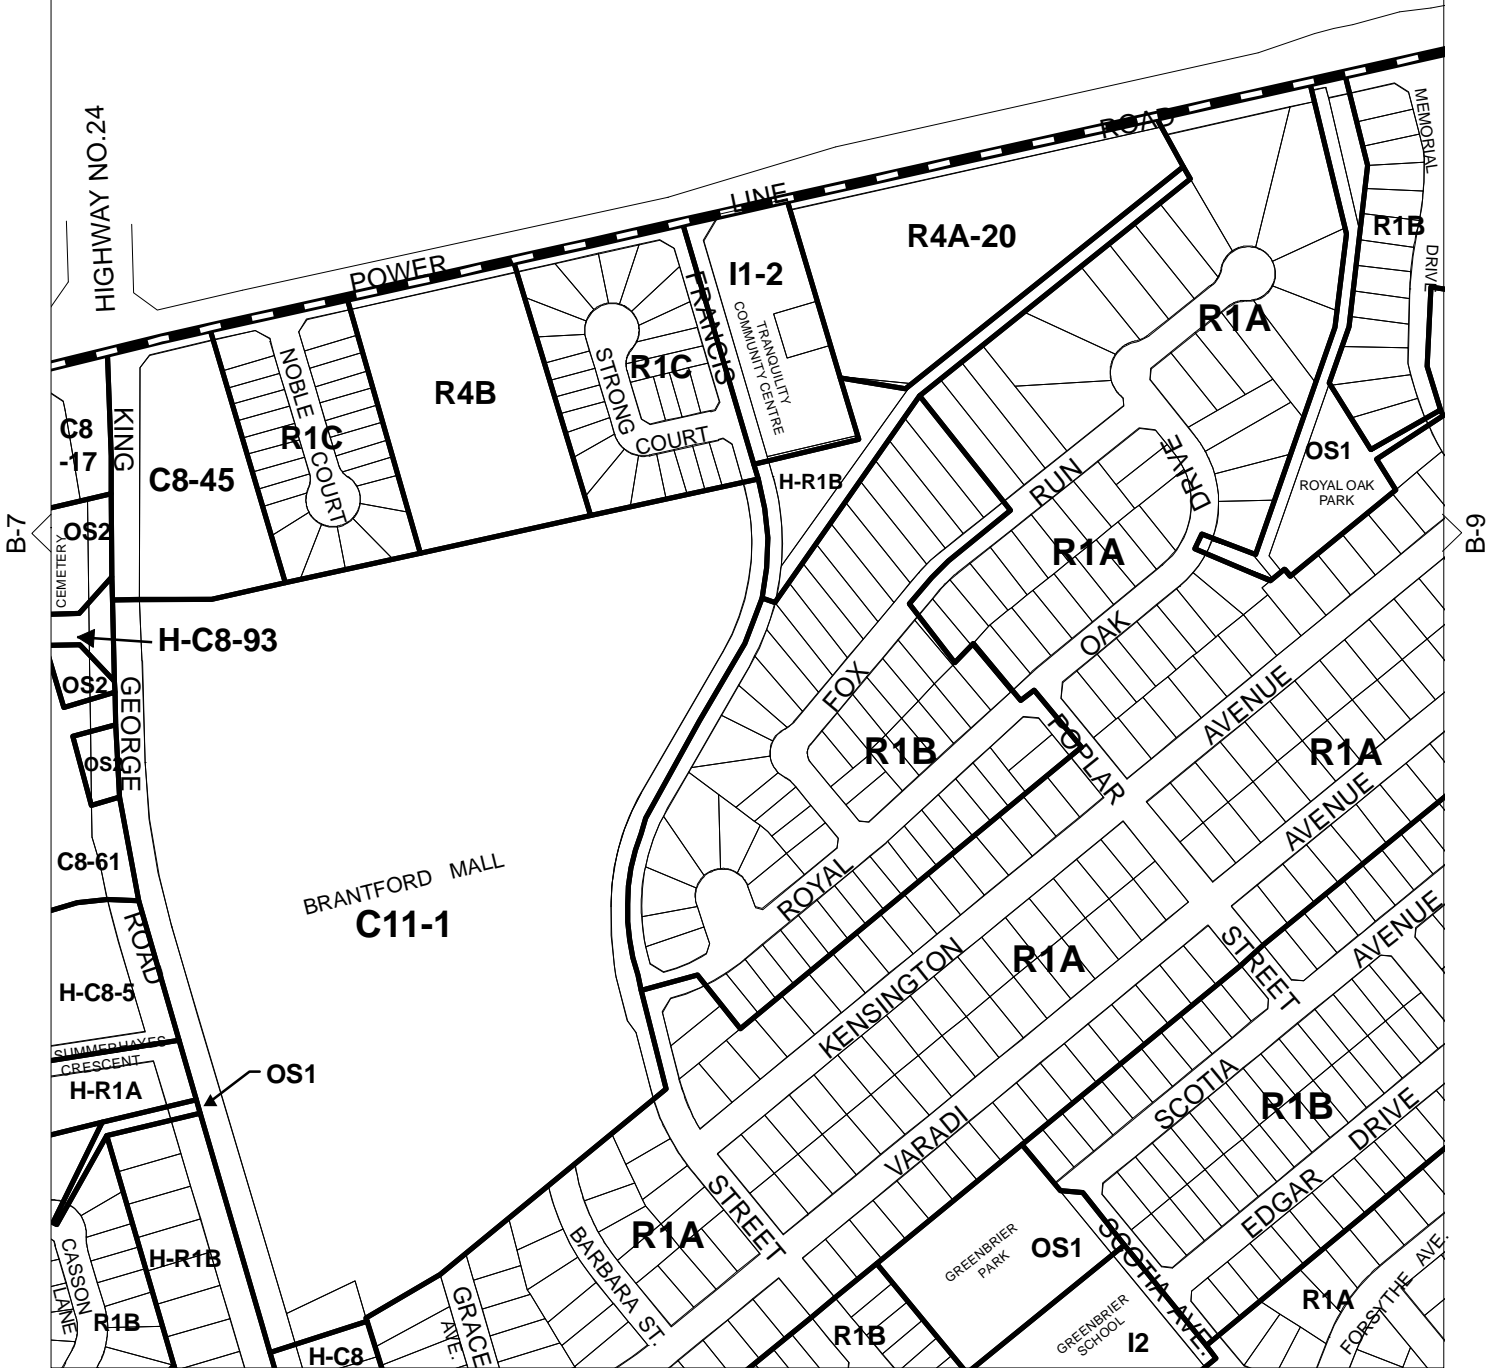 HIGHWAY NO.24
POWER
LINE
ROAD
MEMORIAL
DRIVE
R1B
R4A-20
I1-2
TRANQUILITY
COMMUNITY CENTRE
FRANCIS
R1A
R1C
STRONG
COURT
R4B
NOBLE
COURT
R1C
C8-45
KING
C8
-17
OS2
CEMETERY
B-7
B-9
H-R1B
OS1
ROYAL OAK
PARK
RUN
DRIVE
R1A
OAK
FOX
H-C8-93
OS2
GEORGE
OS2
R1B
POPLAR
AVENUE
R1A
AVENUE
C8-61
BRANTFORD MALL
C11-1
ROYAL
ROAD
KENSINGTON
R1A
STREET
AVENUE
H-C8-5
SUMMERHAYES
CRESCENT
H-R1A
OS1
VARADI
SCOTIA
R1B
DRIVE
EDGAR
STREET
R1A
BARBARA ST.
GREENBRIER
PARK
OS1
SCOTIA AVE.
FORSYTHE AVE.
R1A
CASSON
LANE
H-R1B
R1B
GRACE
AVE.
H-C8
R1B
GREENBRIER
SCHOOL
I2